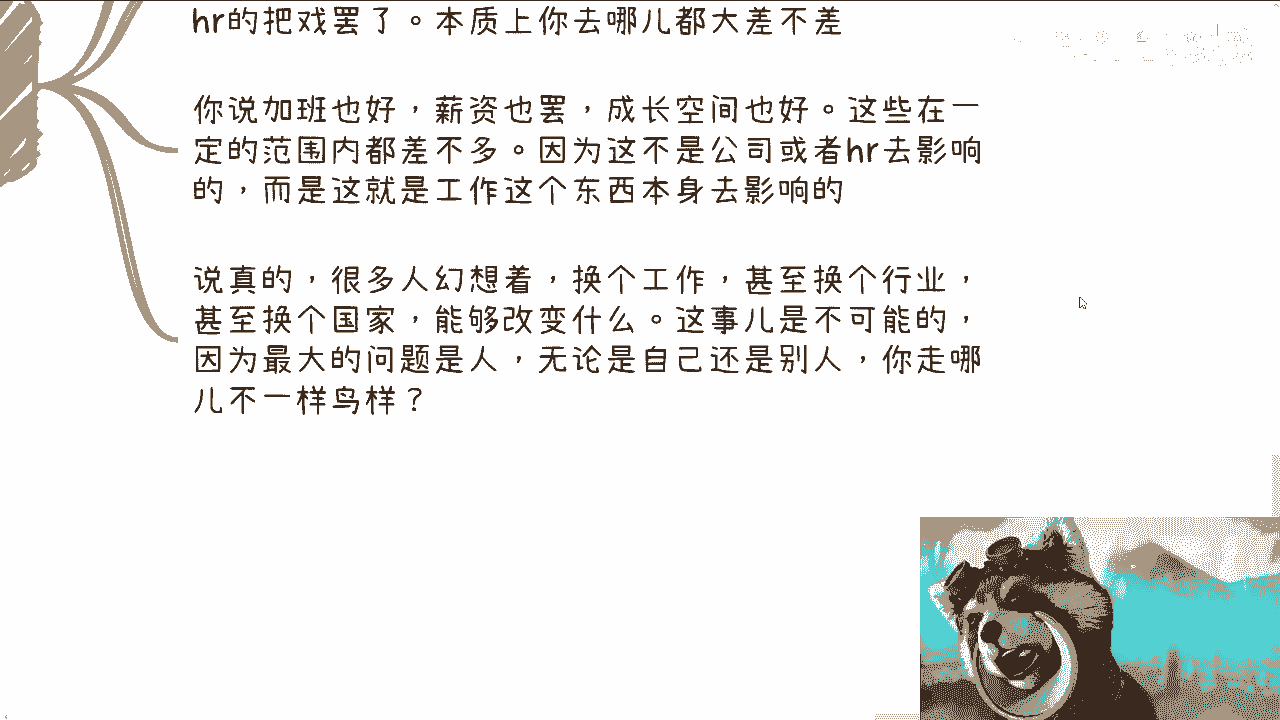 hr的把戏罢了。本质上你去哪儿都大差不差
你说加班也好，薪资也罢，成长空间也好。这些在一
定的范围内都差不多。因为这不是公司或者hr去影响
的，而是这就是工作这个东西本身去影响的
说真的，很多人幻想着，换个工作，甚至换个行业，
甚至换个国家，能够改变什么。这事儿是不可能的，
因为最大的问题是人，无论是自己还是别人，你走哪
儿不一样鸟样？